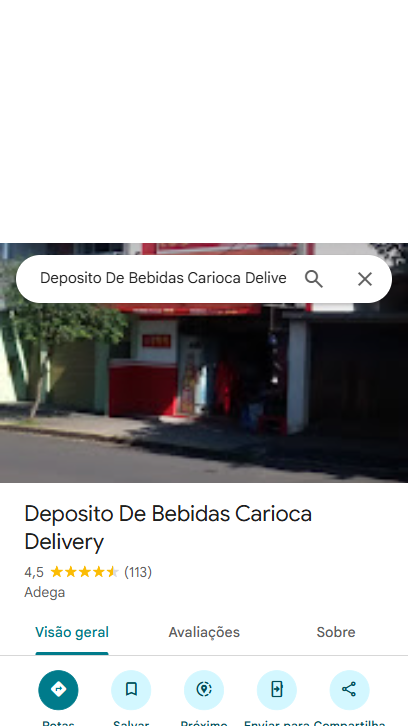 Deposito De Bebidas Carioca Delive
Deposito De Bebidas Carioca
Delivery
4,5 (113)
Adega
Visão geral Avaliações Sobre
Rotas Salvar Próximo Enviar para Compartilha